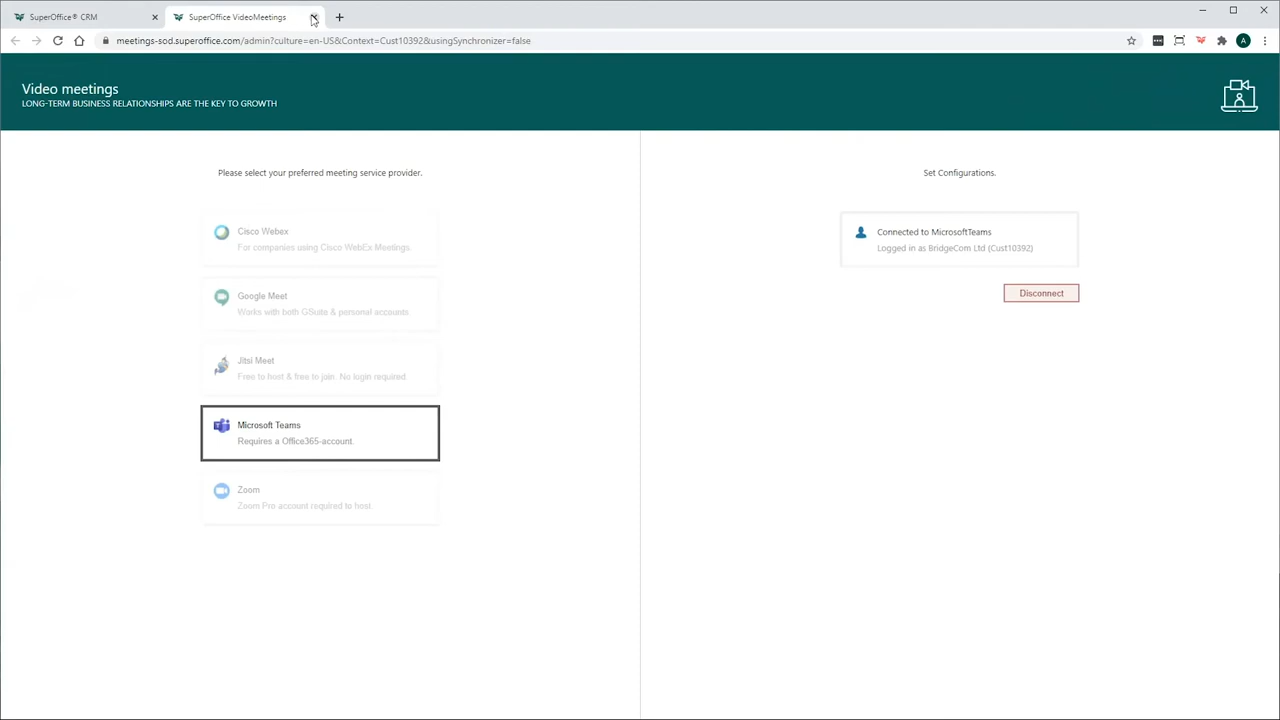 SuperOffice® CRM
SuperOffice VideoMeetings
meetings-sod.superoffice.com/admin?culture=en-US&Context=Cust10392&usingSynchronizer=false
A
Video meetings
LONG-TERM BUSINESS RELATIONSHIPS ARE THE KEY TO GROWTH
Please select your preferred meeting service provider.
Cisco Webex
For companies using Cisco WebEx Meetings.
Google Meet
Works with both GSuite & personal accounts
Jitsi Meet
Free to host & free to join. No login required
Microsoft Teams
Requires a Office365-account.
Zoom
Zoom Pro account required to host.
Set Configurations.
Connected to MicrosoftTeams
Logged in as BridgeCom Ltd (Cust10392)
Disconnect